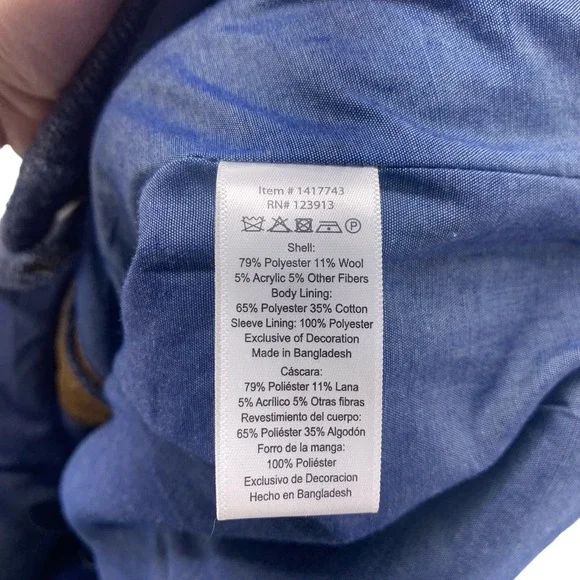 Item # 1417743
RN# 123913
P
Shell:
79% Polyester 11% Wool
5% Acrylic 5% Other Fibers
Body Lining:
65% Polyester 35% Cotton
Sleeve Lining: 100% Polyester
Exclusive of Decoration
Made in Bangladesh
Cáscara:
79% Poliéster 11% Lana
5% Acrílico 5% Otras fibras
Revestimiento del cuerpo:
65% Poliéster 35% Algodón
Forro de la manga:
100% Poliéster
Exclusivo de Decoracion
Hecho en Bangladesh